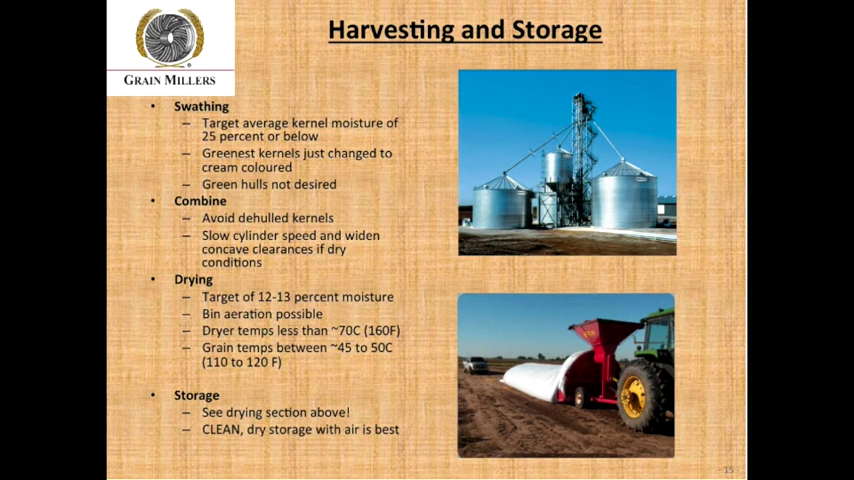 Harvesting and Storage
GRAIN MILLERS
• Swathing
– Target average kernel moisture of
25 percent or below
– Greenest kernels just changed to
cream coloured
– Green hulls not desired
• Combine
– Avoid dehulled kernels
– Slow cylinder speed and widen
concave clearances if dry
conditions
• Drying
– Target of 12-13 percent moisture
– Bin aeration possible
– Dryer temps less than ~70C (160F)
– Grain temps between ~45 to 50C
(110 to 120 F)
• Storage
– See drying section above!
– CLEAN, dry storage with air is best
15